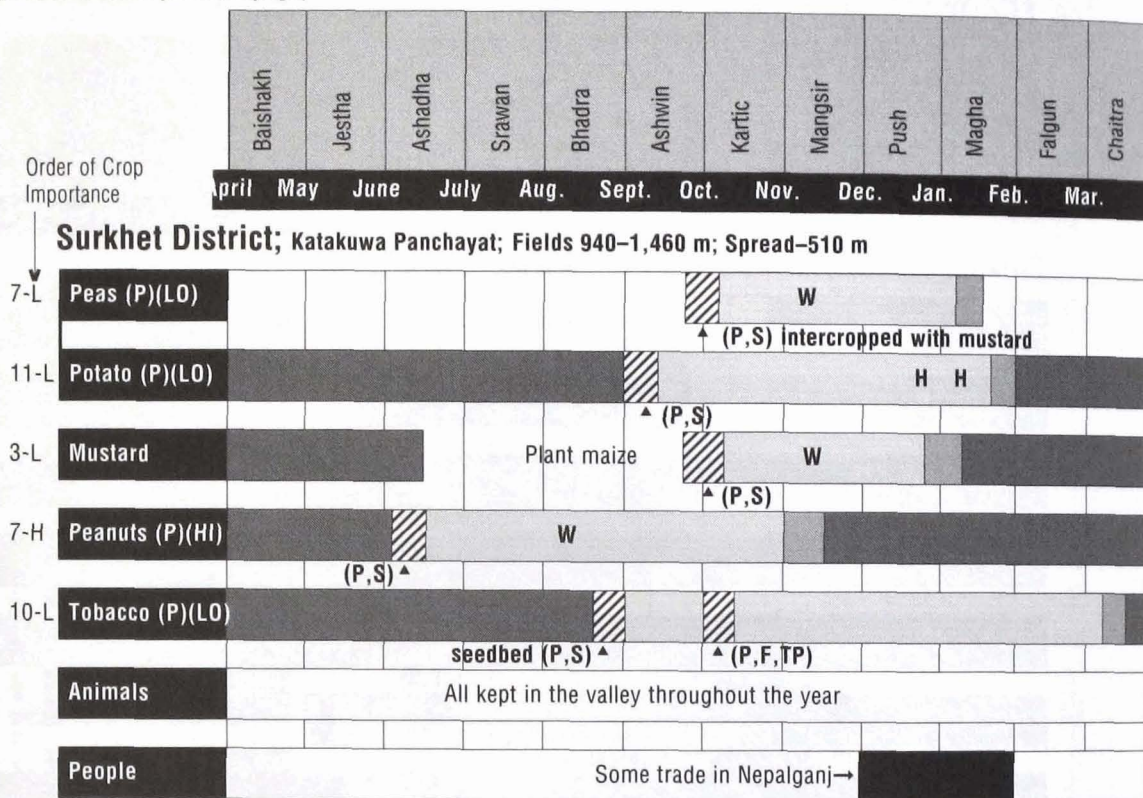 Baishakh
Jestha
Ashadha
Srawan
Bhadra
Ashwin
Kartic
Mangsir
Push
Magha
Falgun
Chaitra
Order of Crop
Importance
April May June July Aug. Sept. Oct. Nov. Dec. Jan. Feb. Mar.
Surkhet District; Katakuwa Panchayat; Fields 940–1,460 m; Spread–510 m
7-L Peas (P)(LO) W
(P,S) intercropped with mustard
11-L Potato (P)(LO) H H
(P,S)
3-L Mustard Plant maize W
(P,S)
7-H Peanuts (P)(HI) W
(P,S)
10-L Tobacco (P)(LO)
seedbed (P,S) (P,F,TP)
Animals All kept in the valley throughout the year
People Some trade in Nepalganj→